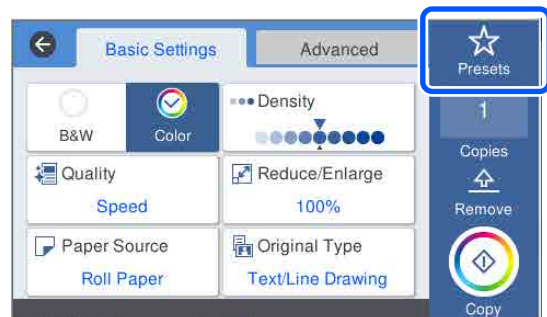 Basic Settings
Advanced
Presets
B&W
Color
Density
1
Copies
Quality
Speed
Reduce/Enlarge
100%
Remove
Paper Source
Roll Paper
Original Type
Text/Line Drawing
Copy